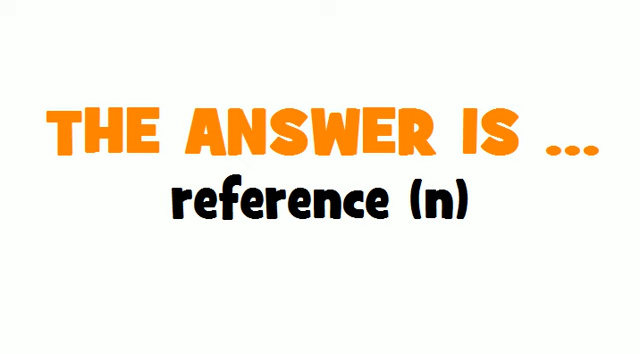 THE ANSWER IS ...
reference (n)